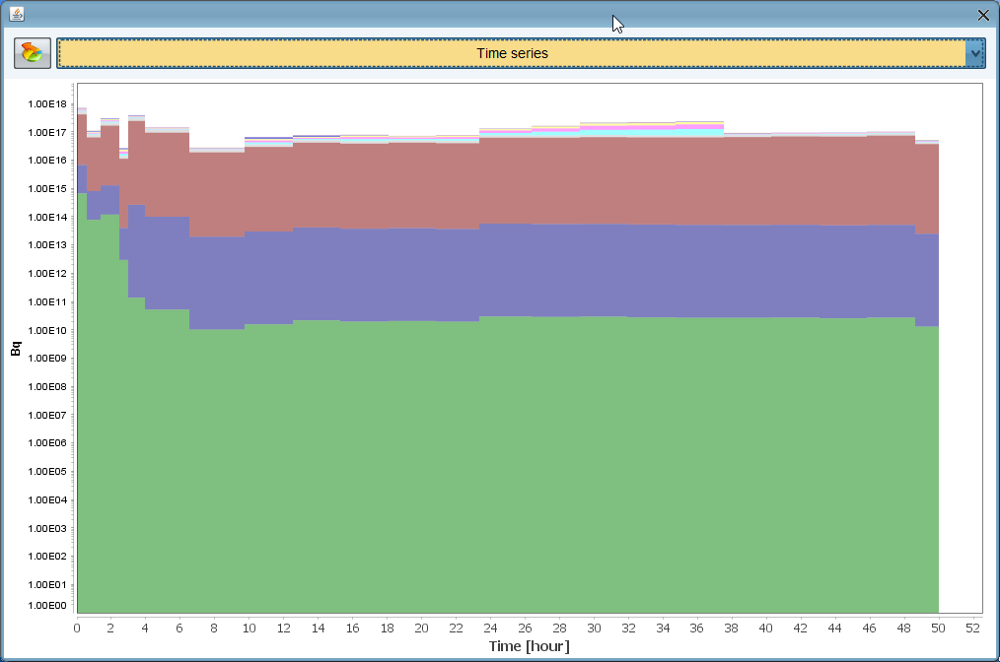 Time series
1.00E18
1.00E17
1.00E16
1.00E15
1.00E14
1.00E13
1.00E12
1.00E11
1.00E10
1.00E09
1.00E08
1.00E07
1.00E06
1.00E05
1.00E04
1.00E03
1.00E02
1.00E01
1.00E00
Bq
0 2 4 6 8 10 12 14 16 18 20 22 24 26 28 30 32 34 36 38 40 42 44 46 48 50 52
Time [hour]